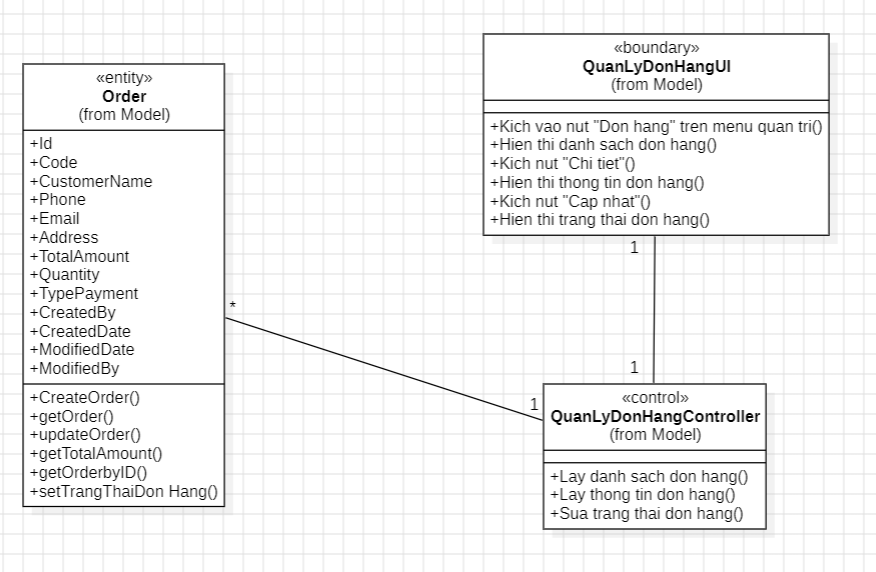 «entity»
Order
(from Model)
+Id
+Code
+CustomerName
+Phone
+Email
+Address
+TotalAmount
+Quantity
+TypePayment
+CreatedBy
+CreatedDate
+ModifiedDate
+ModifiedBy
+CreateOrder()
+getOrder()
+updateOrder()
+getTotalAmount()
+getOrderbyID()
+setTrangThaiDon Hang()
*
1
«boundary»
QuanLyDonHangUI
(from Model)
+Kich vao nut "Don hang" tren menu quan tri()
+Hien thi danh sach don hang()
+Kich nut "Chi tiet"()
+Hien thi thong tin don hang()
+Kich nut "Cap nhat"()
+Hien thi trang thai don hang()
1
1
«control»
QuanLyDonHangController
(from Model)
+Lay danh sach don hang()
+Lay thong tin don hang()
+Sua trang thai don hang()